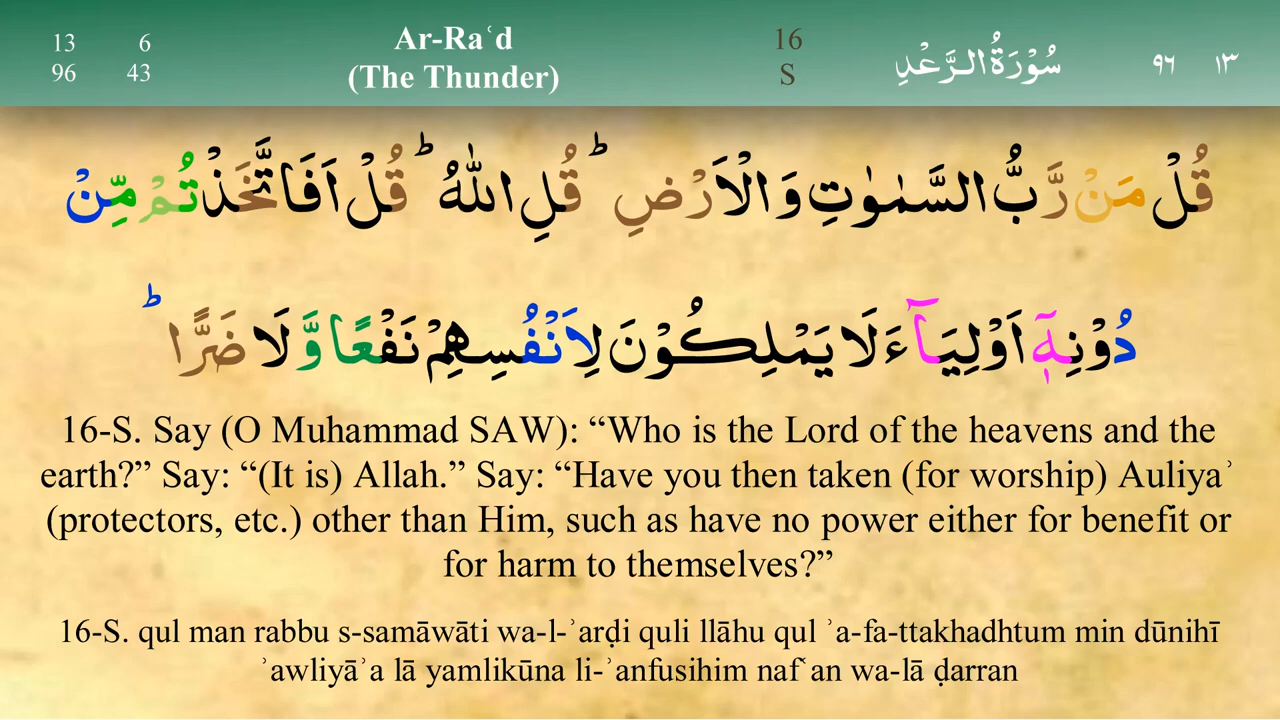 13 6 Ar-Raʿd 16 سُوْرَةُ الرَّعْدِ ٩٦ ١٣
96 43 (The Thunder) S
قُلْ مَنْ رَّبُّ السَّمٰوٰتِ وَالْاَرْضِ ؕ قُلِ اللّٰهُ ؕ قُلْ اَفَاتَّخَذْتُمْ مِّنْ
دُوْنِهٖٓ اَوْلِيَآءَ لَا يَمْلِكُوْنَ لِاَنْفُسِهِمْ نَفْعًا وَّلَا ضَرًّا ؕ
16-S. Say (O Muhammad SAW): “Who is the Lord of the heavens and the
earth?” Say: “(It is) Allah.” Say: “Have you then taken (for worship) Auliyaʾ
(protectors, etc.) other than Him, such as have no power either for benefit or
for harm to themselves?”
16-S. qul man rabbu s-samāwāti wa-l-ʾarḍi quli llāhu qul ʾa-fa-ttakhadhtum min dūnihī
ʾawliyāʾa lā yamlikūna li-ʾanfusihim nafʿan wa-lā ḍarran